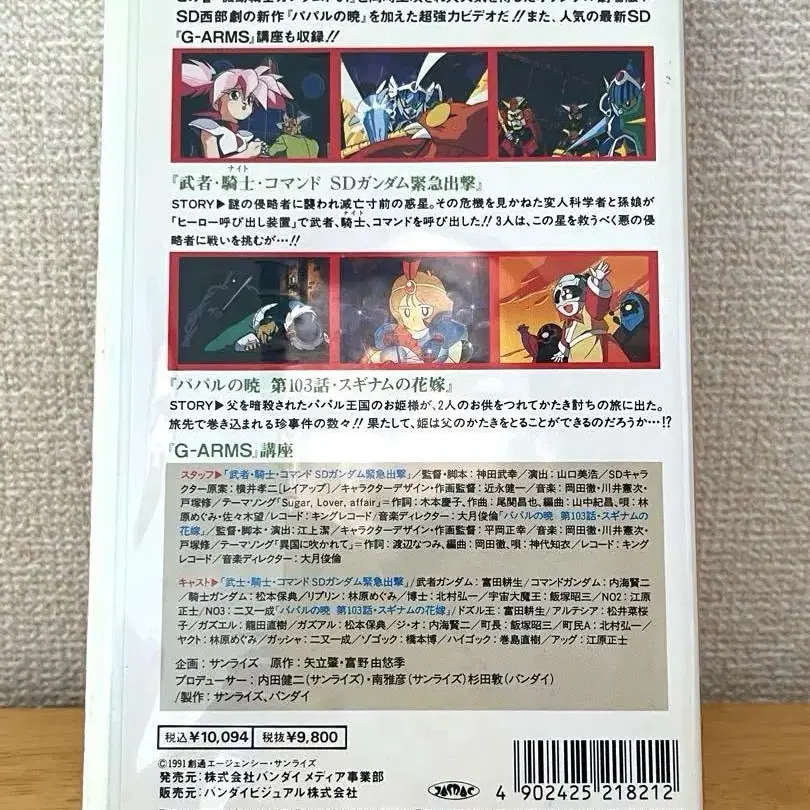 SD西部劇の新作『パパルの暁』を加えた超強力ビデオだ!!また、人気の最新SD
『G-ARMS』講座も収録!!
ナイト
『武者・騎士・コマンド SDガンダム緊急出撃』
STORY▶謎の侵略者に襲われ滅亡寸前の惑星。その危機を見かねた変人科学者と孫娘が
ナイト
「ヒーロー呼び出し装置」で武者、騎士、コマンドを呼び出した!! 3人は、この星を救うべく悪の侵
略者に戦いを挑むが…!!
『パパルの暁 第103話・スギナムの花嫁』
STORY▶父を暗殺されたパパル王国のお姫様が、2人のお供をつれてかたき討ちの旅に出た。
旅先で巻き込まれる珍事件の数々!! 果たして、姫は父のかたきをとることができるのだろうか…!?
『G-ARMS』講座
スタッフ▶「武者・騎士・コマンド SDガンダム緊急出撃」/監督・脚本：神田武幸/演出：山口美浩/SDキャラ
クター原案：横井孝二[レイアップ]/キャラクターデザイン・作画監督：近永健一/音楽：岡田徹・川井憲次・
戸塚修/テーマソング「Sugar, Lover, affair」=作詞：木本慶子、作曲：尾関昌也、編曲：山中紀昌、唄：林
原めぐみ・佐々木望/レコード：キングレコード/音楽ディレクター：大月俊倫「パパルの暁 第103話・スギナムの
花嫁」/監督・脚本・演出：江上潔/キャラクターデザイン・作画監督：平岡正幸/音楽：岡田徹・川井憲次・
戸塚修/テーマソング「異国に吹かれて」=作詞：渡辺なつみ、編曲：岡田徹、唄：神代知衣/レコード：キング
レコード/音楽ディレクター：大月俊倫
キャスト▶「武士・騎士・コマンド SDガンダム緊急出撃」/武者ガンダム：富田耕生/コマンドガンダム：内海賢二
/騎士ガンダム：松本保典/リプリン：林原めぐみ/博士：北村弘一/宇宙大魔王：飯塚昭三/NO2：江原
正士/NO3：二又一成「パパルの暁 第103話・スギナムの花嫁」/ドズル王：富田耕生/アルテシア：松井菜桜
子/ガズエル：龍田直樹/ガズアル：松本保典/ジ・オ：内海賢二/町長：飯塚昭三/町民A：北村弘一/
ヤクト：林原めぐみ/ガッシャ：二又一成/ゾゴック：橋本博/ハイゴック：巻島直樹/アッグ：江原正士
企画：サンライズ 原作：矢立肇・富野由悠季
プロデューサー：内田健二(サンライズ)・南雅彦(サンライズ)杉田敦(バンダイ)
/製作：サンライズ、バンダイ
税込¥10,094 税抜¥9,800
©1991創通エージェンシー・サンライズ
発売元：株式会社バンダイ メディア事業部
販売元：バンダイビジュアル株式会社
JASRAC
4 902425 218212